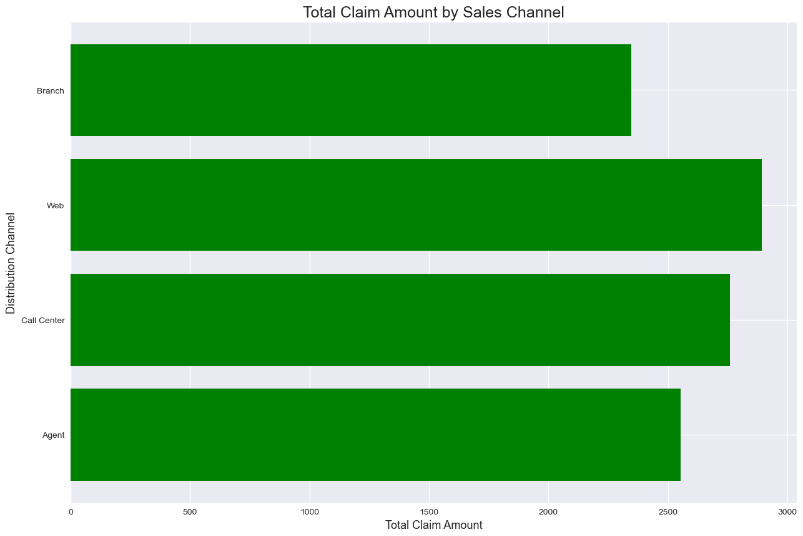 Total Claim Amount by Sales Channel
Distribution Channel
Branch
Web
Call Center
Agent
0 500 1000 1500 2000 2500 3000
Total Claim Amount